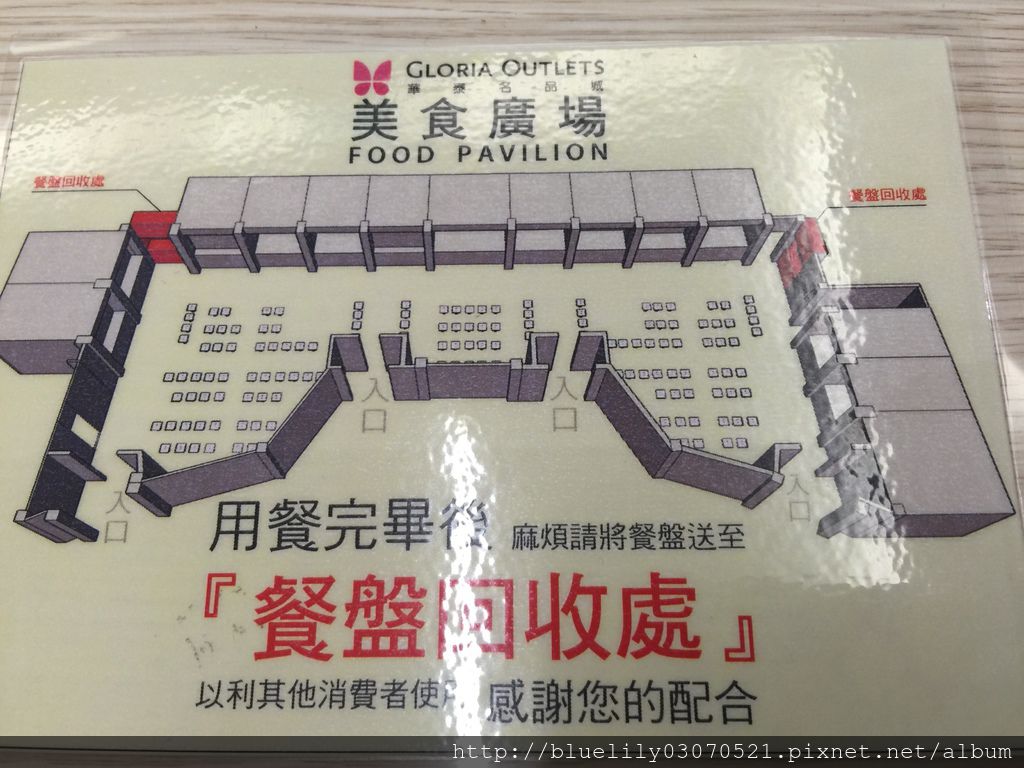 GLORIA OUTLETS
華泰名品城
美食廣場
FOOD PAVILION
餐盤回收處
餐盤回收處
入口
入口
入口
入口
用餐完畢後 麻煩請將餐盤送至
『餐盤回收處』
以利其他消費者使用 感謝您的配合
http://bluelily03070521.pixnet.net/album